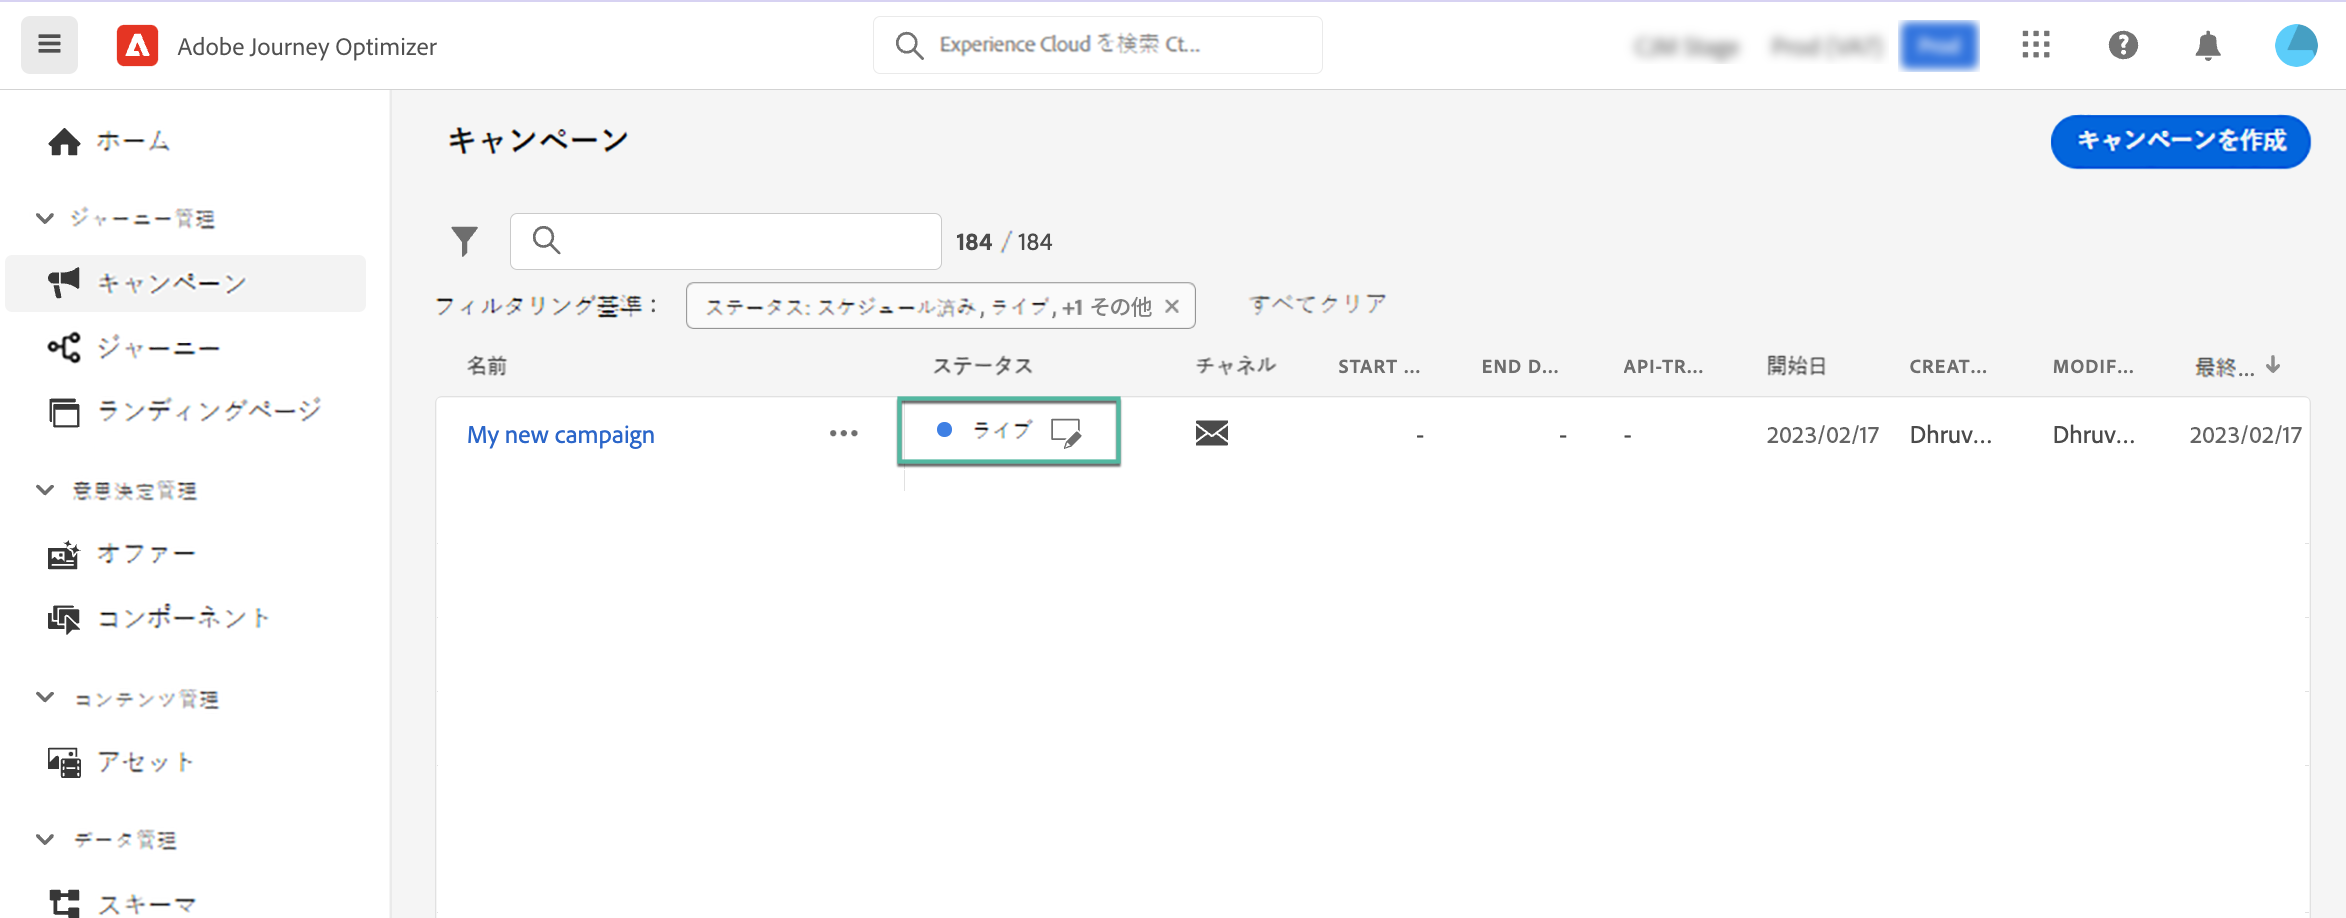 Adobe Journey Optimizer
Experience Cloud を検索 Ct...
ホーム
ジャーニー管理
キャンペーン
ジャーニー
ランディングページ
意思決定管理
オファー
コンポーネント
コンテンツ管理
アセット
データ管理
スキーマ
キャンペーン
キャンペーンを作成
184 / 184
フィルタリング基準：
ステータス: スケジュール済み, ライブ, +1 その他
すべてクリア
名前 ステータス チャネル START ... END D... API-TR... 開始日 CREAT... MODIF... 最終...
My new campaign ライブ - - - 2023/02/17 Dhruv... Dhruv... 2023/02/17